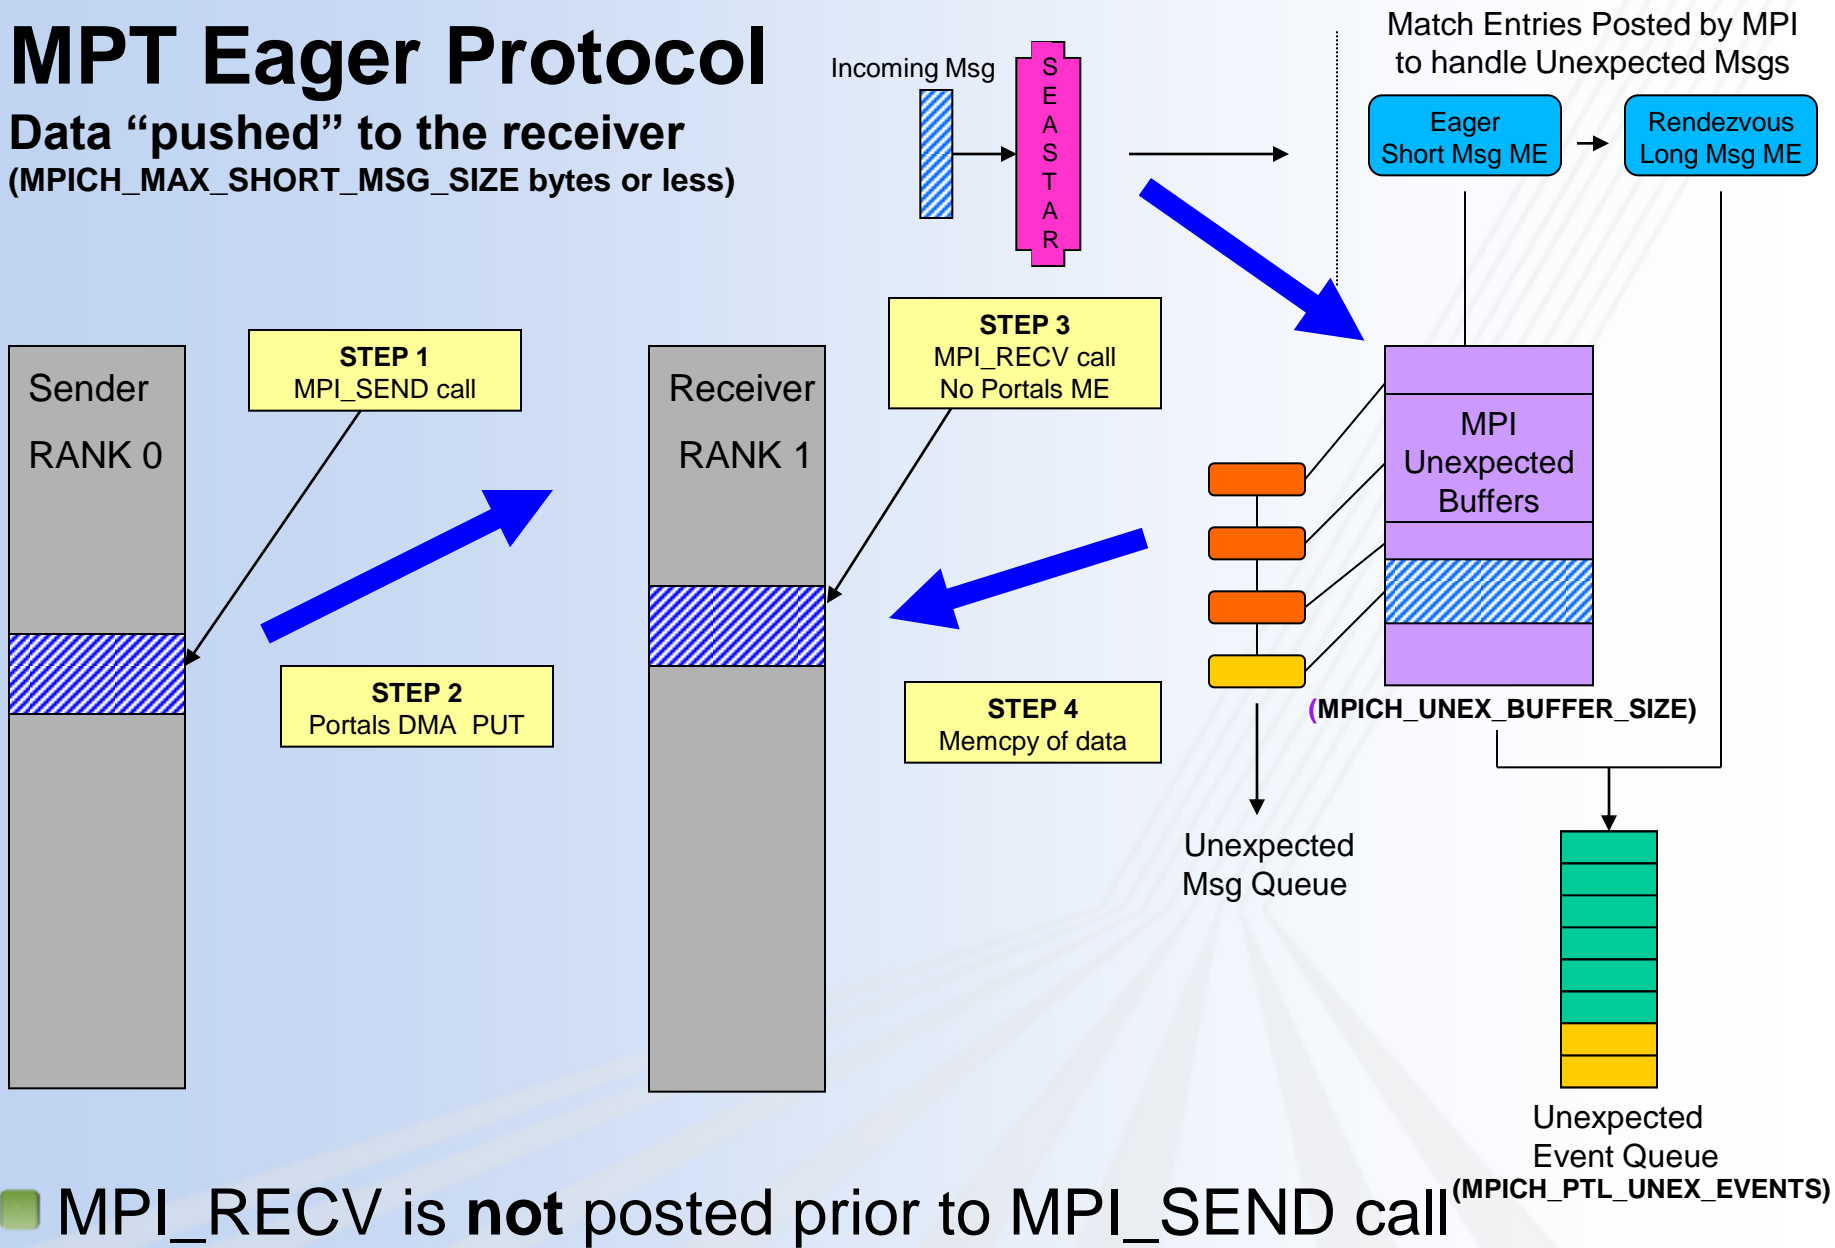 MPT Eager Protocol
Data “pushed” to the receiver
(MPICH_MAX_SHORT_MSG_SIZE bytes or less)
Incoming Msg
S
E
A
S
T
A
R
Match Entries Posted by MPI
to handle Unexpected Msgs
Eager
Short Msg ME
Rendezvous
Long Msg ME
Sender
RANK 0
STEP 1
MPI_SEND call
STEP 2
Portals DMA PUT
Receiver
RANK 1
STEP 3
MPI_RECV call
No Portals ME
STEP 4
Memcpy of data
MPI
Unexpected
Buffers
(MPICH_UNEX_BUFFER_SIZE)
Unexpected
Msg Queue
Unexpected
Event Queue
(MPICH_PTL_UNEX_EVENTS)
MPI_RECV is not posted prior to MPI_SEND call